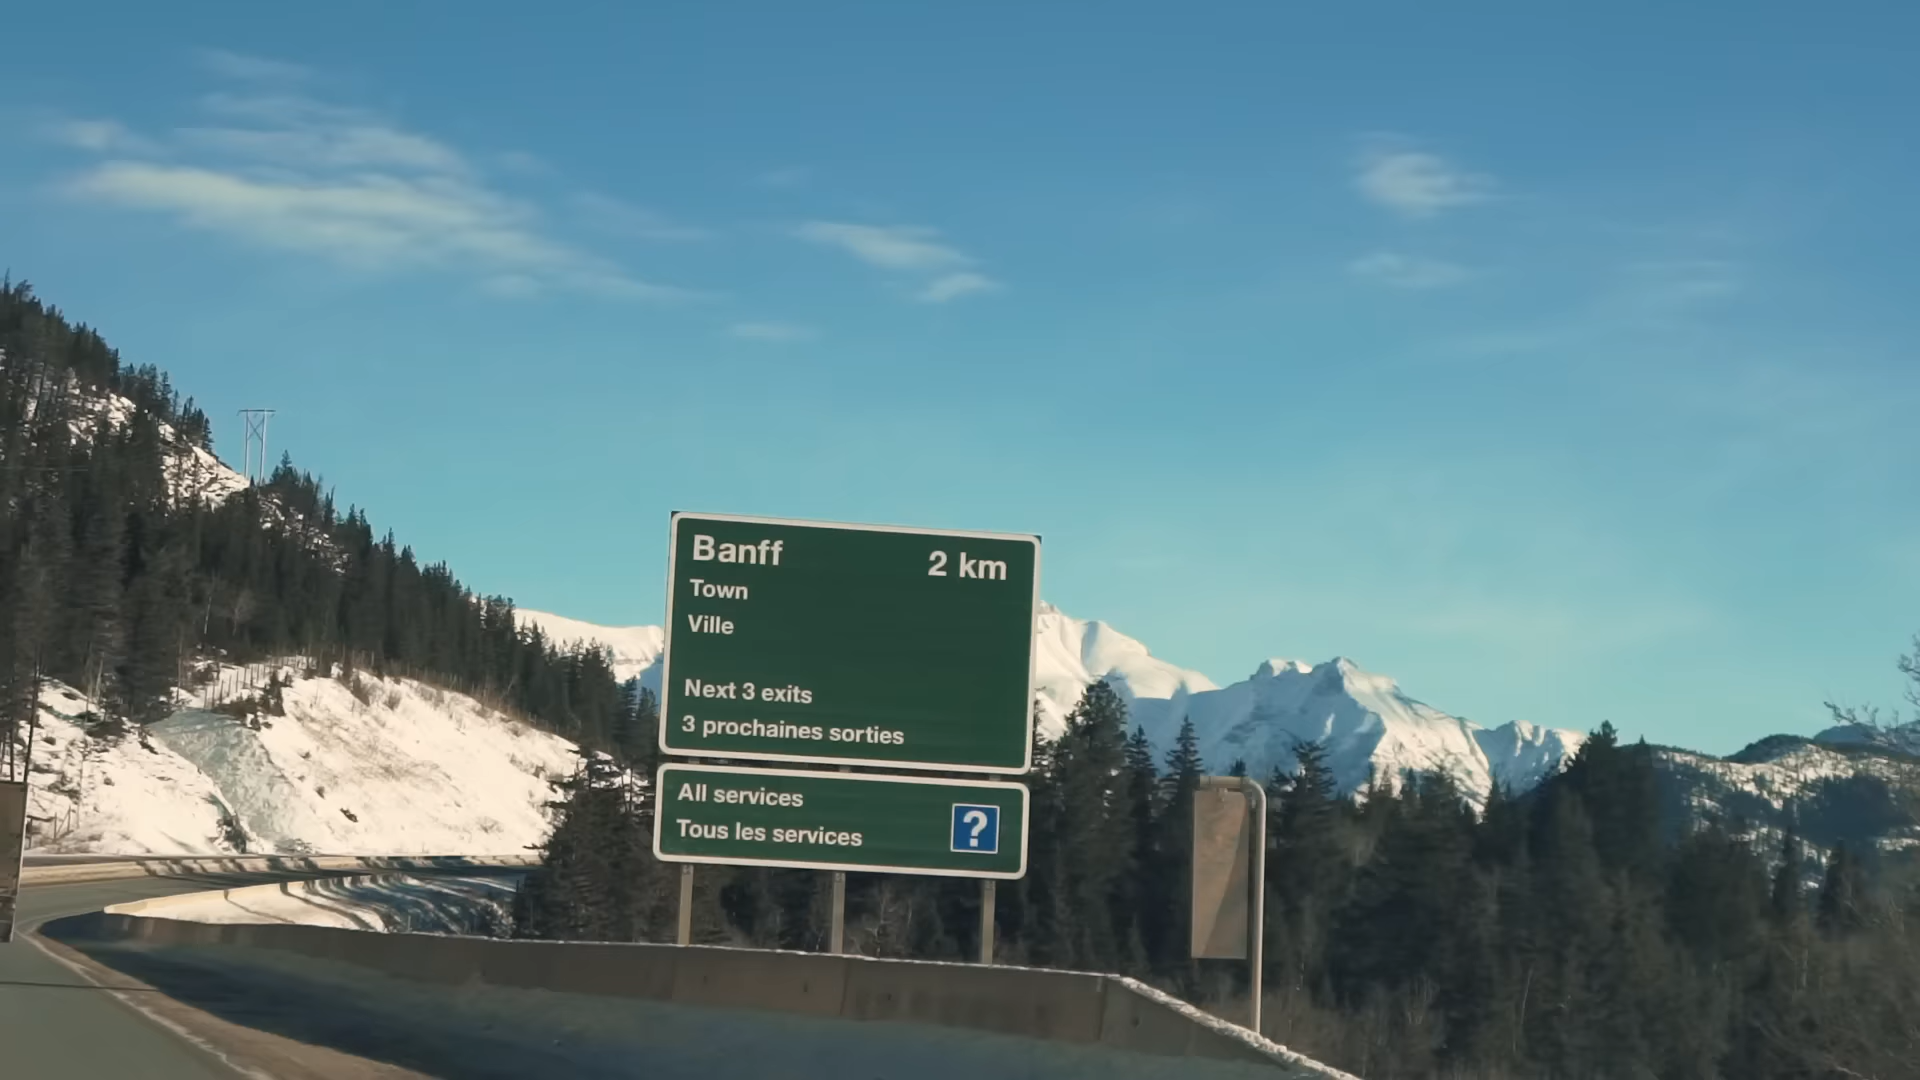 Banff 2 km
Town
Ville
Next 3 exits
3 prochaines sorties
All services
Tous les services
?